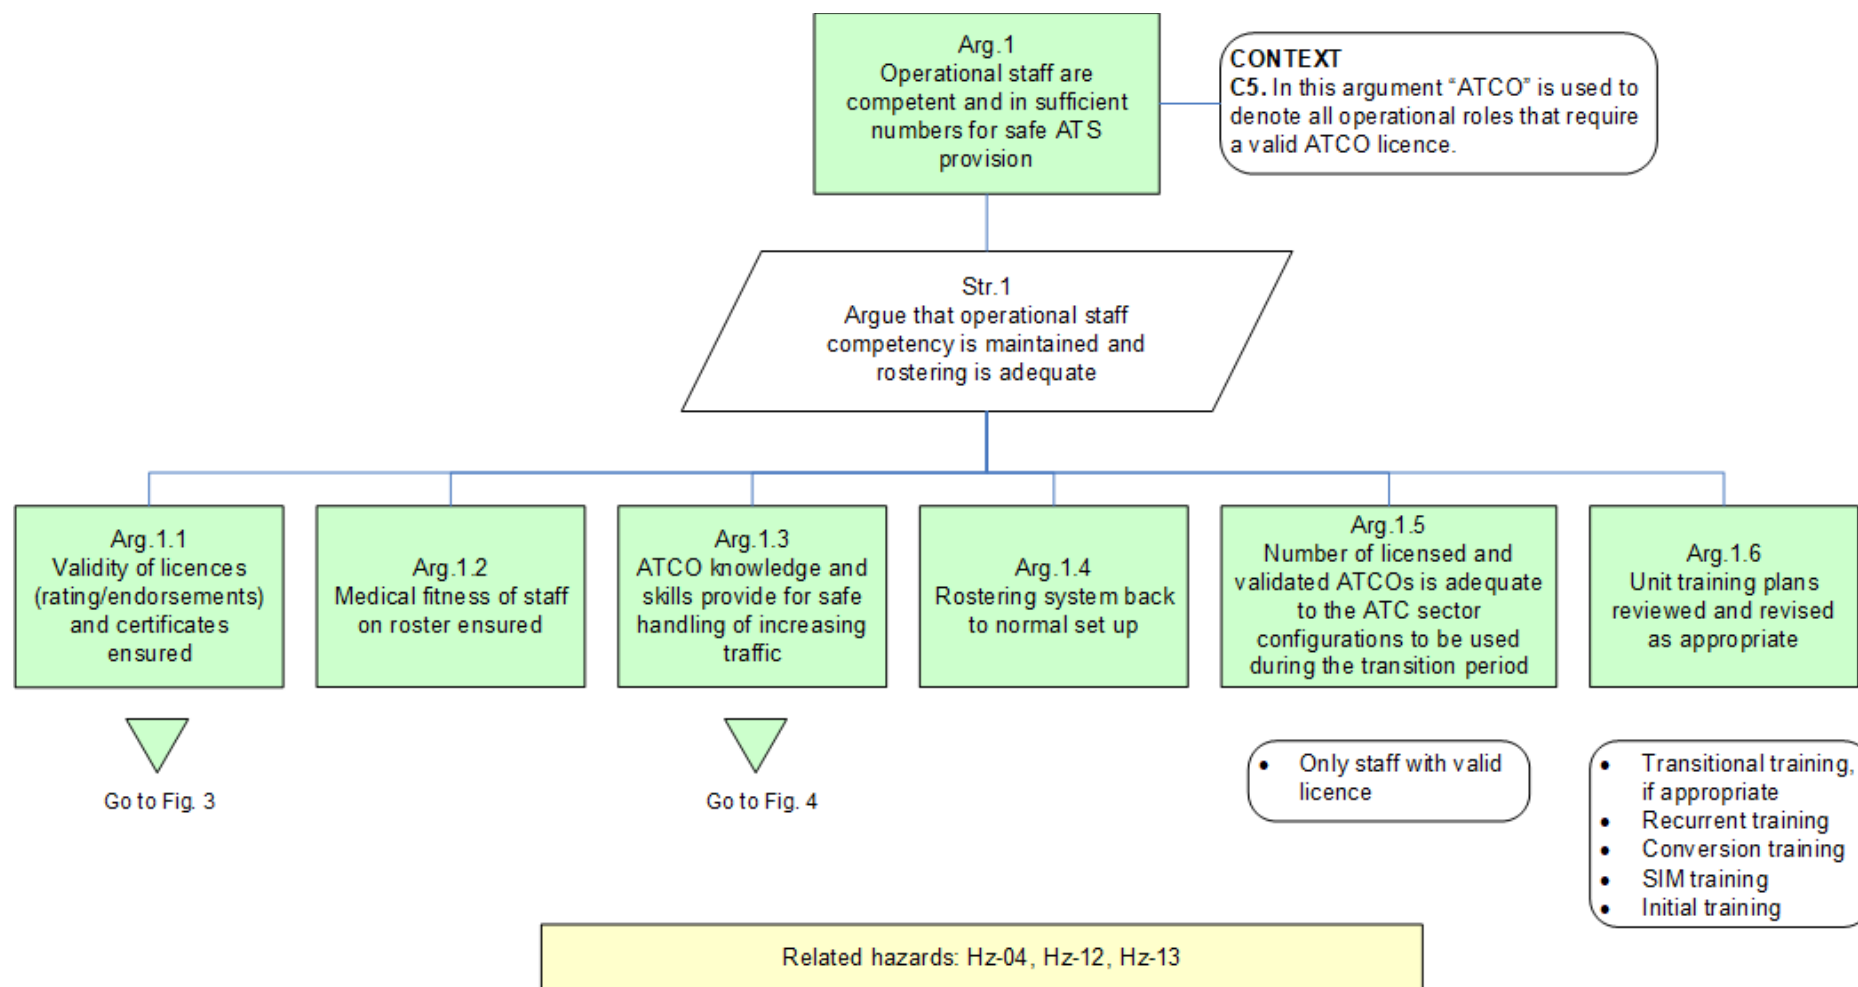 Arg.1
Operational staff are
competent and in sufficient
numbers for safe ATS
provision
CONTEXT
C5. In this argument “ATCO” is used to
denote all operational roles that require
a valid ATCO licence.
Str.1
Argue that operational staff
competency is maintained and
rostering is adequate
Arg.1.1
Validity of licences
(rating/endorsements)
and certificates
ensured
Arg.1.2
Medical fitness of staff
on roster ensured
Arg.1.3
ATCO knowledge and
skills provide for safe
handling of increasing
traffic
Arg.1.4
Rostering system back
to normal set up
Arg.1.5
Number of licensed and
validated ATCOs is adequate
to the ATC sector
configurations to be used
during the transition period
Arg.1.6
Unit training plans
reviewed and revised
as appropriate
Go to Fig. 3
Go to Fig. 4
• Only staff with valid
licence
• Transitional training,
if appropriate
• Recurrent training
• Conversion training
• SIM training
• Initial training
Related hazards: Hz-04, Hz-12, Hz-13